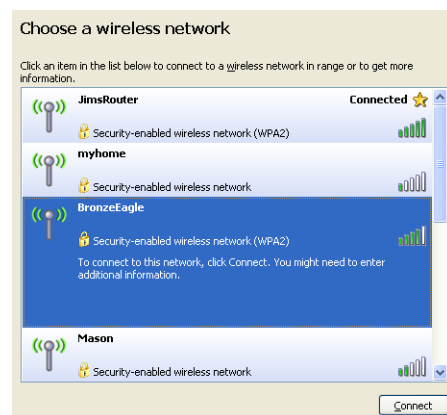 Choose a wireless network
Click an item in the list below to connect to a wireless network in range or to get more
information.
JimsRouter Connected
Security-enabled wireless network (WPA2)
myhome
Security-enabled wireless network
BronzeEagle
Security-enabled wireless network (WPA2)
To connect to this network, click Connect. You might need to enter
additional information.
Mason
Security-enabled wireless network
Connect